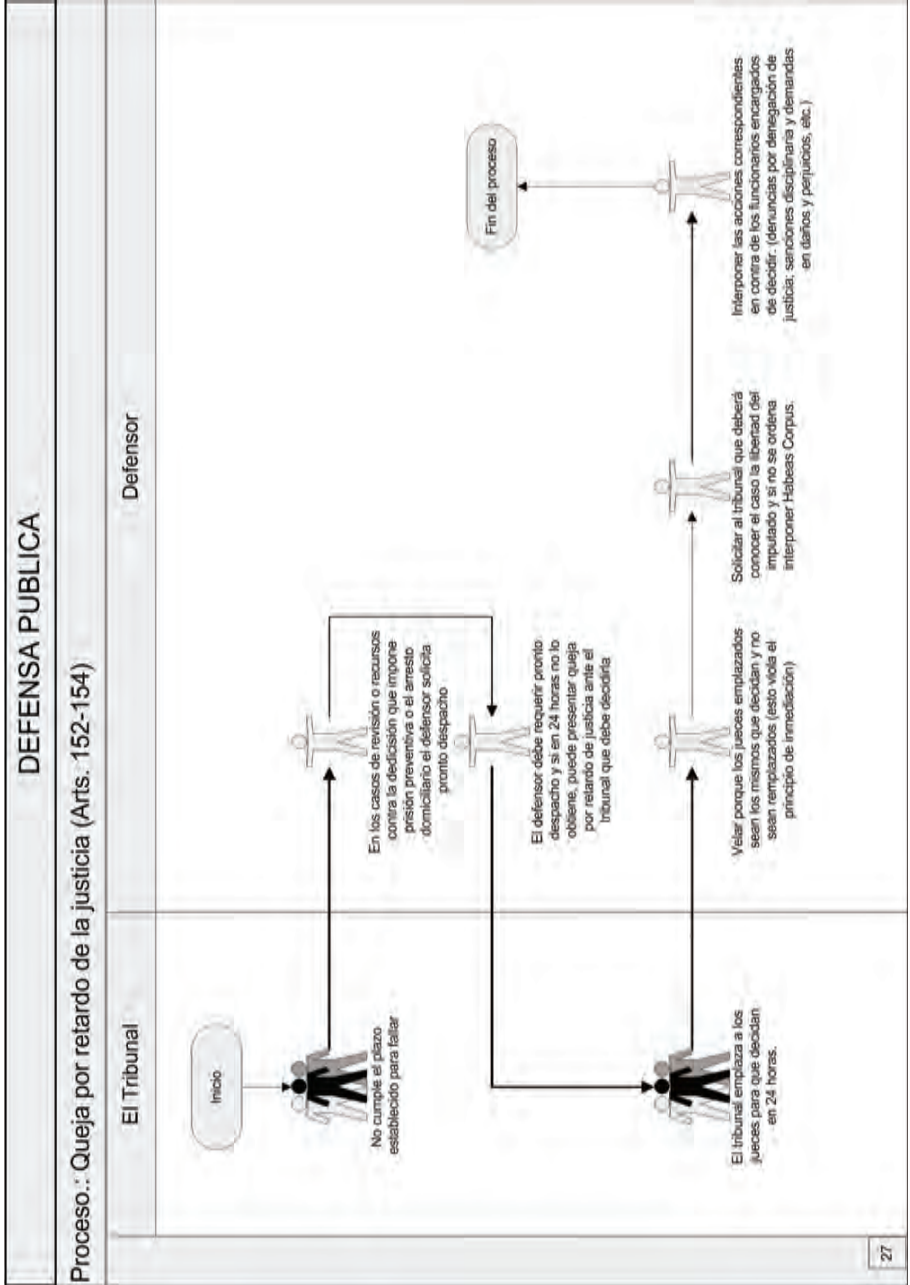 DEFENSA PUBLICA
Proceso.: Queja por retardo de la justicia (Arts. 152-154)
El Tribunal
Defensor
Inicio
No cumple el plazo
establecido para fallar
En los casos de revisión o recursos
contra la dedicisión que impone
prisión preventiva o el arresto
domiciliario el defensor solicita
pronto despacho
El defensor debe requerir pronto
despacho y si en 24 horas no lo
obtiene, puede presentar queja
por retardo de justicia ante el
tribunal que debe decidirla
El tribunal emplaza a los
jueces para que decidan
en 24 horas.
Velar porque los jueces emplazados
sean los mismos que decidan y no
sean remplazados (esto viola el
principio de inmediación)
Solicitar al tribunal que deberá
conocer el caso la libertad del
imputado y si no se ordena
interponer Habeas Corpus.
Interponer las acciones correspondientes
en contra de los funcionarios encargados
de decidir. (denuncias por denegación de
justicia; sanciones disciplinaria y demandas
en daños y perjuicios, etc.)
Fin del proceso
27